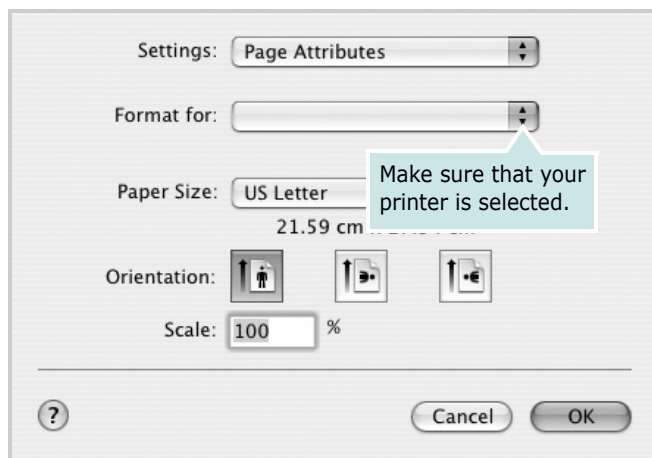 Settings: Page Attributes
Format for:
Make sure that your
printer is selected.
Paper Size: US Letter
21.59 cm
Orientation:
Scale: 100 %
? Cancel OK